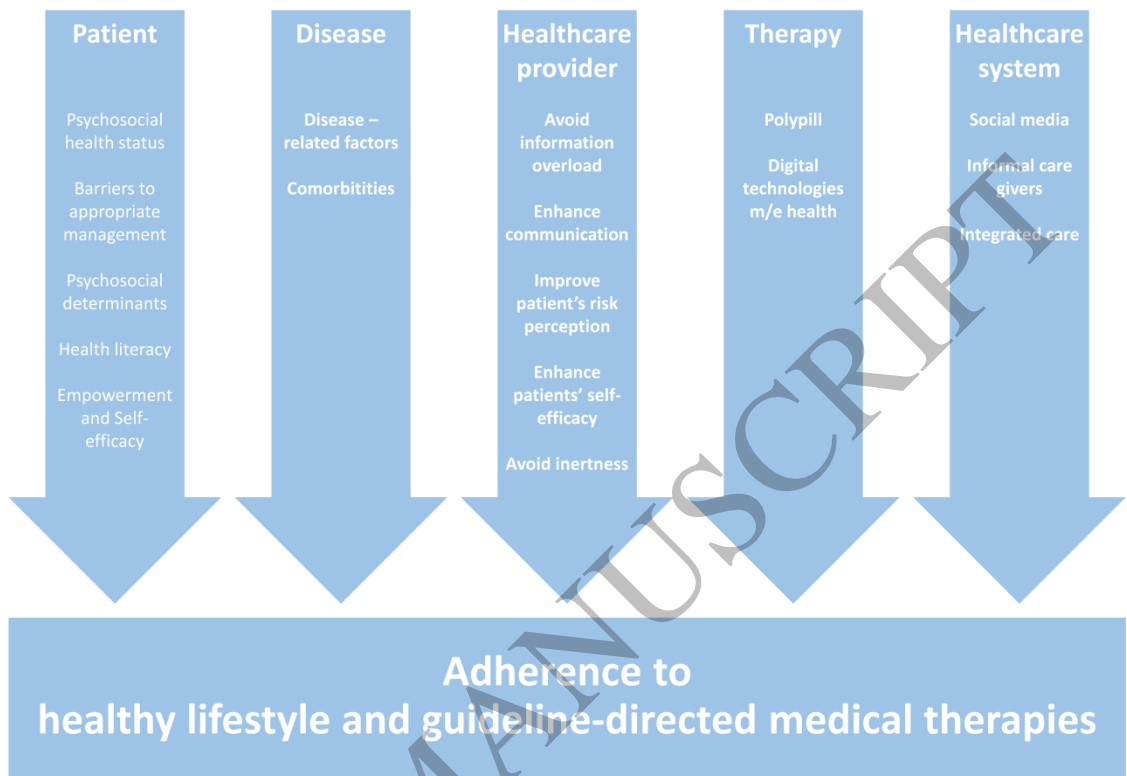 Patient
Psychosocial
health status
Barriers to
appropriate
management
Psychosocial
determinants
Health literacy
Empowerment
and Self-
efficacy
Disease
Disease –
related factors
Comorbitities
Healthcare
provider
Avoid
information
overload
Enhance
communication
Improve
patient's risk
perception
Enhance
patients' self-
efficacy
Avoid inertness
Therapy
Polypill
Digital
technologies
m/e health
Healthcare
system
Social media
Informal care
givers
Integrated care
Adherence to
healthy lifestyle and guideline-directed medical therapies
MANUSCRIPT